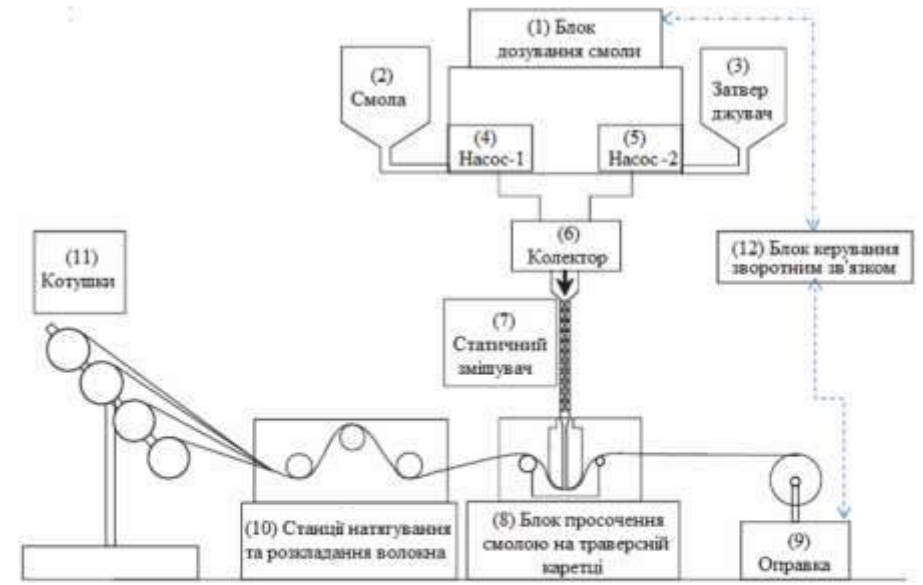 (1) Блок
дозування смоли
(2)
Смола
(3)
Затвер
джувач
(4)
Насос-1
(5)
Насос -2
(6)
Колектор
(12) Блок керування
зворотним зв'язком
(11)
Котушки
(7)
Статичний
змішувач
(10) Станції натягування
та розкладання волокна
(8) Блок просочення
смолою на траверсній
каретці
(9)
Оправка